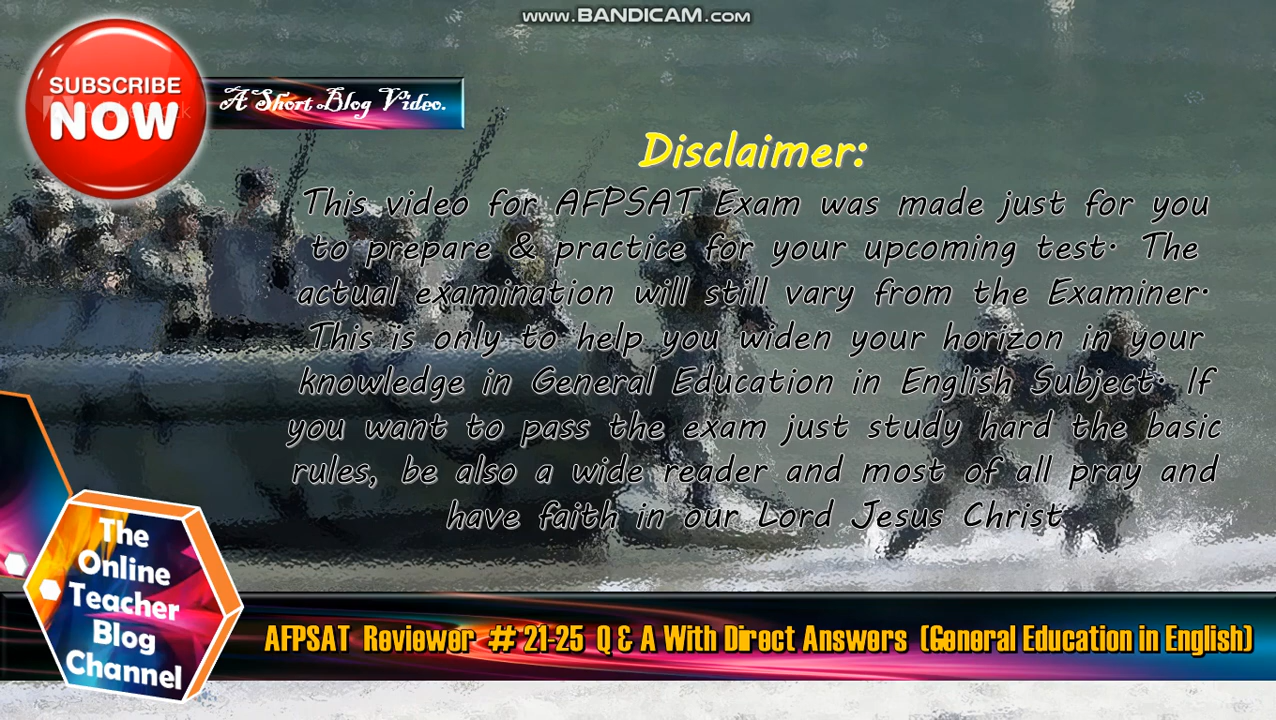 www.BANDICAM.com
SUBSCRIBE
NOW
A Short Blog Video.
Disclaimer:
This video for AFPSAT Exam was made just for you
to prepare & practice for your upcoming test. The
actual examination will still vary from the Examiner.
This is only to help you widen your horizon in your
knowledge in General Education in English Subject. If
you want to pass the exam just study hard the basic
rules, be also a wide reader and most of all pray and
have faith in our Lord Jesus Christ
The
Online
Teacher
Blog
Channel
AFPSAT Reviewer # 21-25 Q & A With Direct Answers (General Education in English)